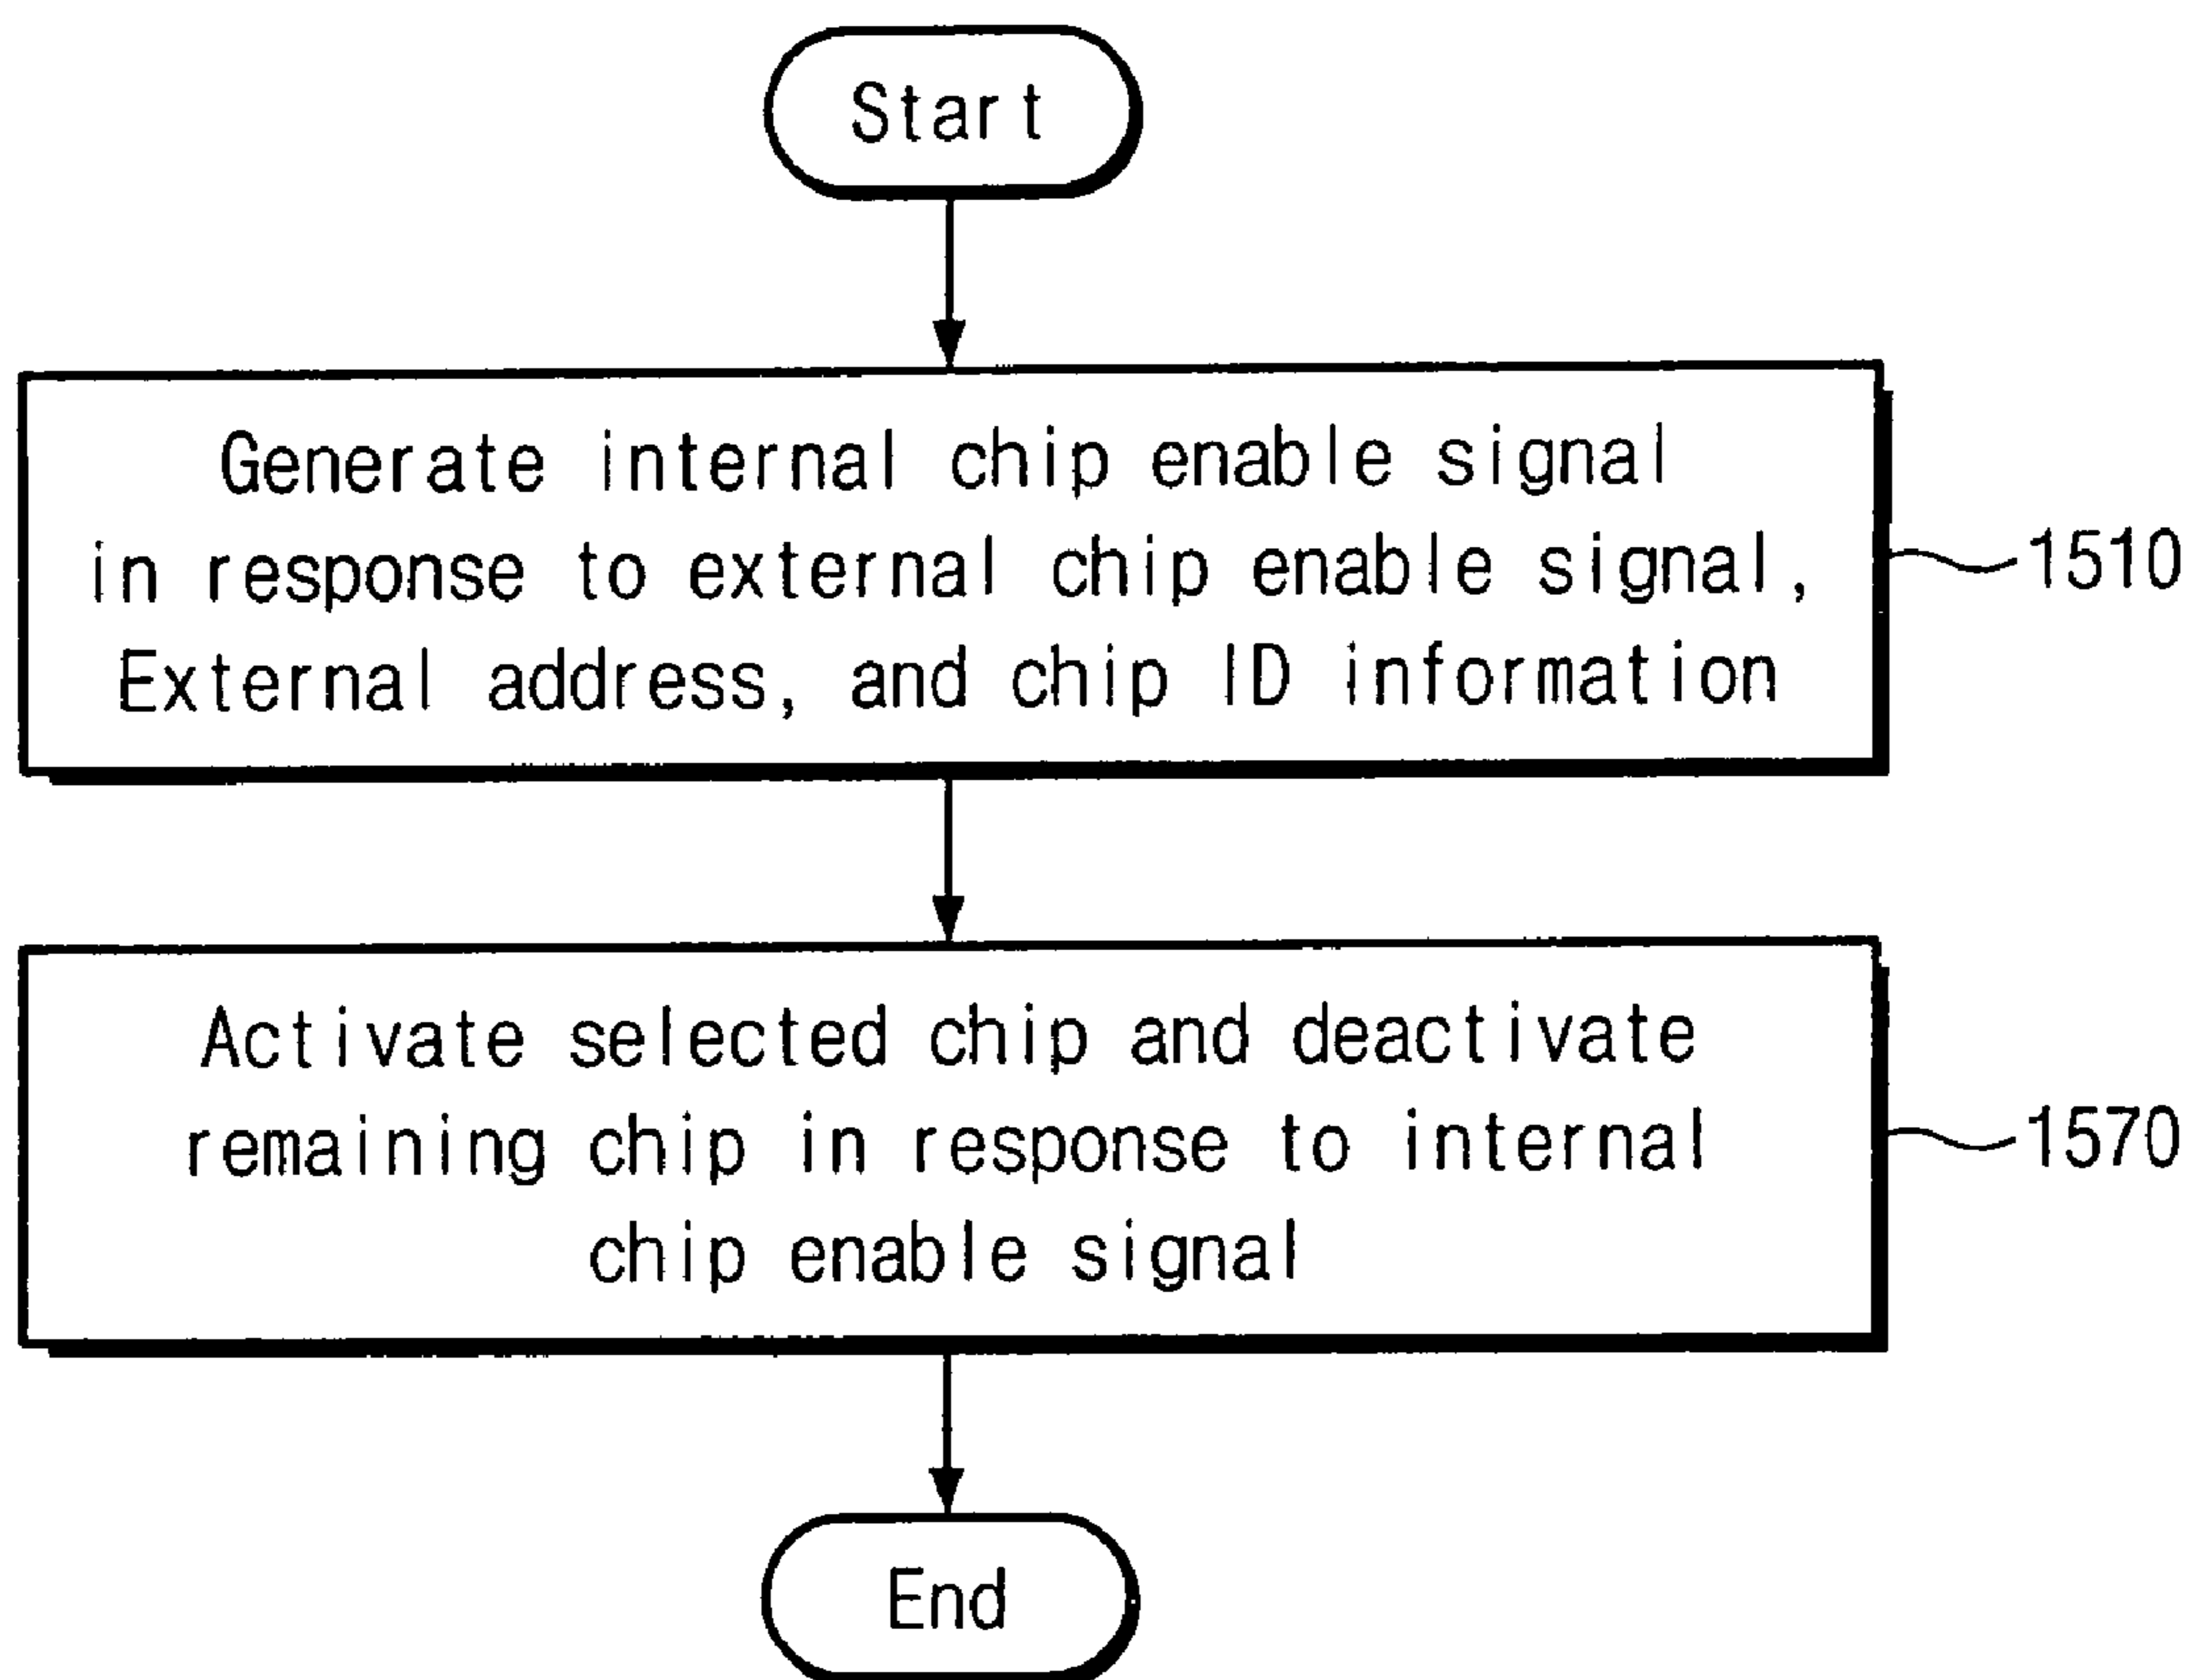 Start
Generate internal chip enable signal
in response to external chip enable signal,
External address, and chip ID information
1510
Activate selected chip and deactivate
remaining chip in response to internal
chip enable signal
1570
End